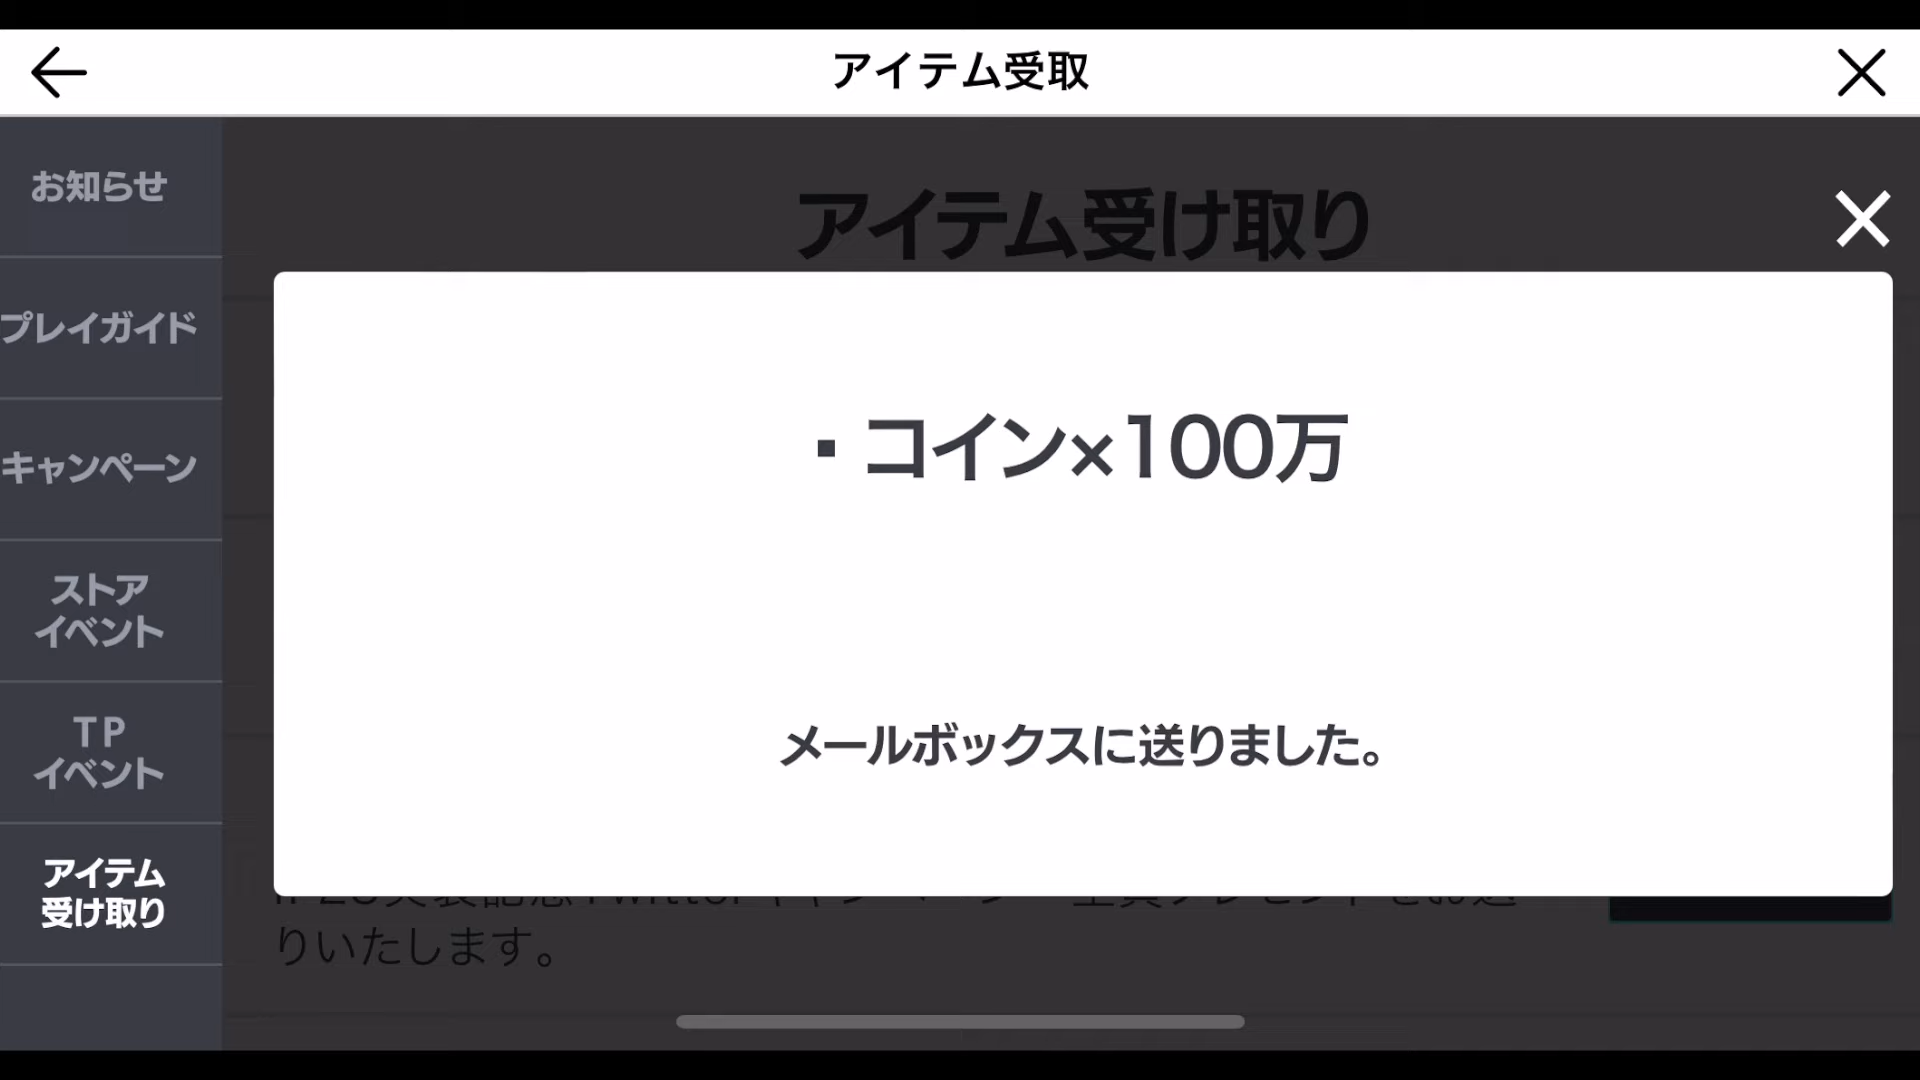 アイテム受取
お知らせ
プレイガイド
キャンペーン
ストア
イベント
TP
イベント
アイテム
受け取り
アイテム受け取り
・コイン×100万
メールボックスに送りました。
りいたします。